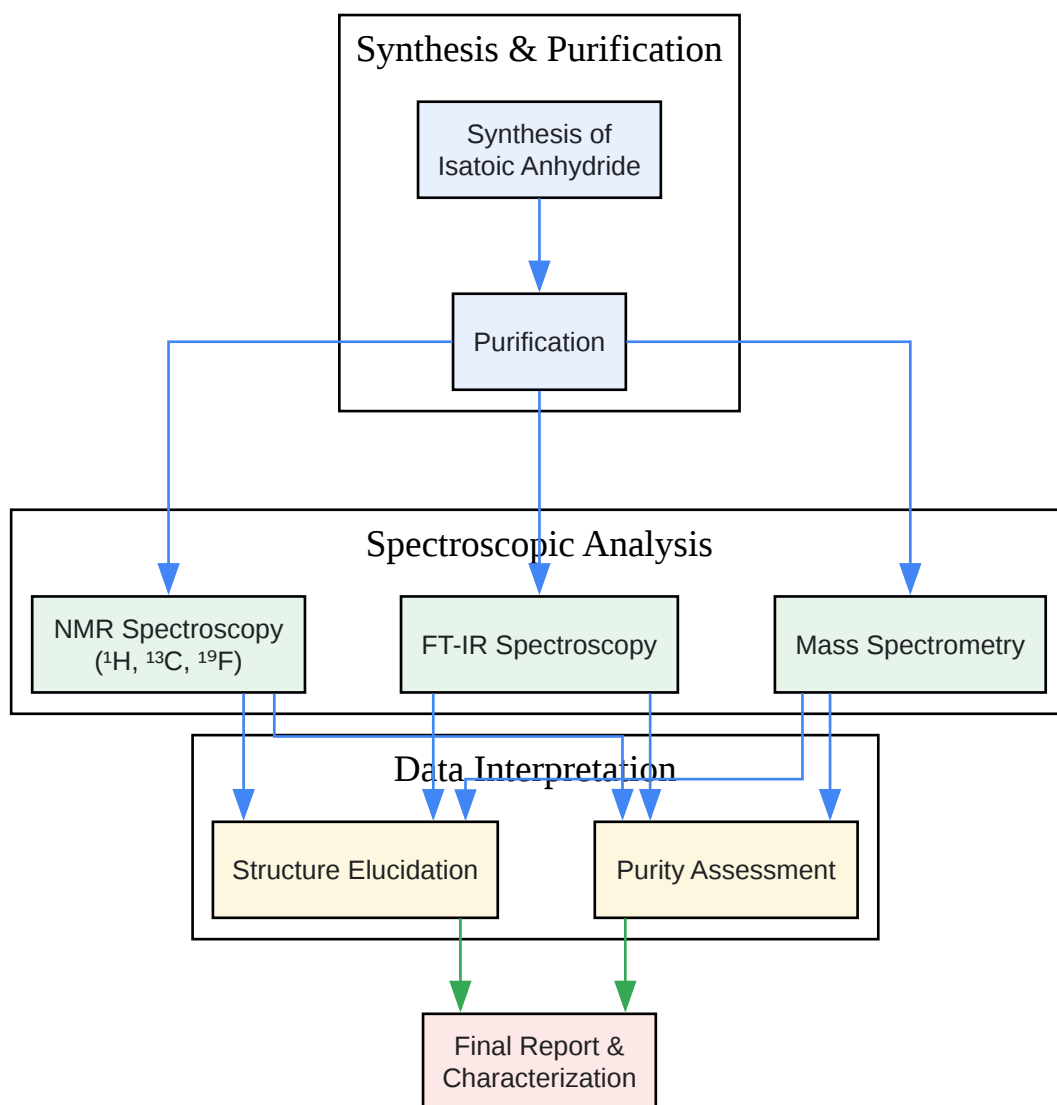 Synthesis & Purification
Synthesis of
Isatoic Anhydride
Purification
Spectroscopic Analysis
NMR Spectroscopy
(¹H, ¹³C, ¹⁹F)
FT-IR Spectroscopy
Mass Spectrometry
Data Interpretation
Structure Elucidation
Purity Assessment
Final Report &
Characterization